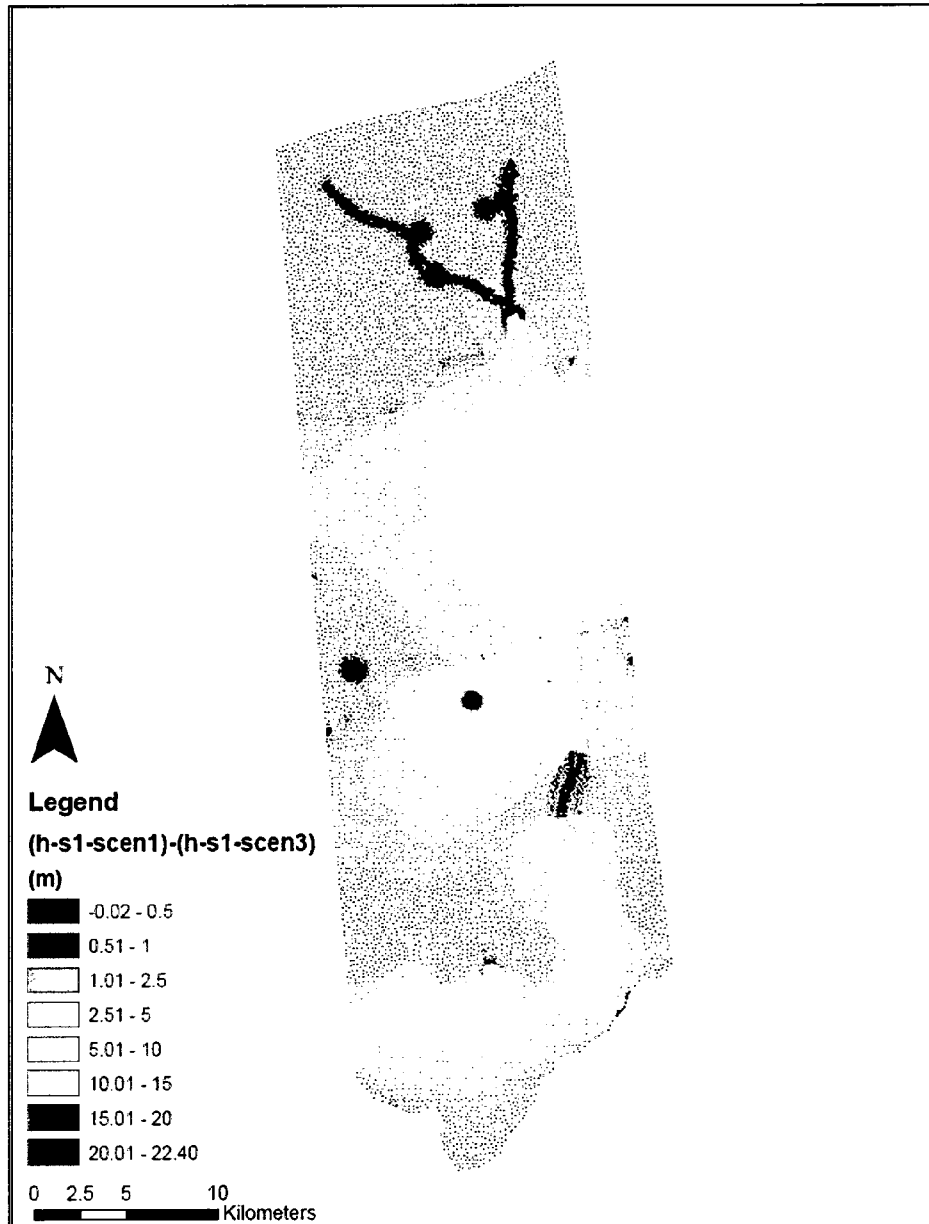 N
Legend
(h-s1-scen1)-(h-s1-scen3)
(m)
-0.02 - 0.5
0.51 - 1
1.01 - 2.5
2.51 - 5
5.01 - 10
10.01 - 15
15.01 - 20
20.01 - 22.40
0 2.5 5 10
Kilometers